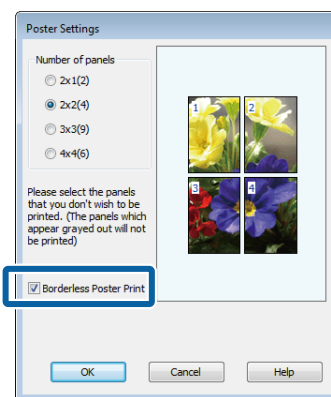 Poster Settings
Number of panels
2x1(2)
2x2(4)
3x3(9)
4x4(6)
Please select the panels
that you don't wish to be
printed. (The panels which
appear grayed out will not
be printed)
Borderless Poster Print
1
2
3
4
OK
Cancel
Help